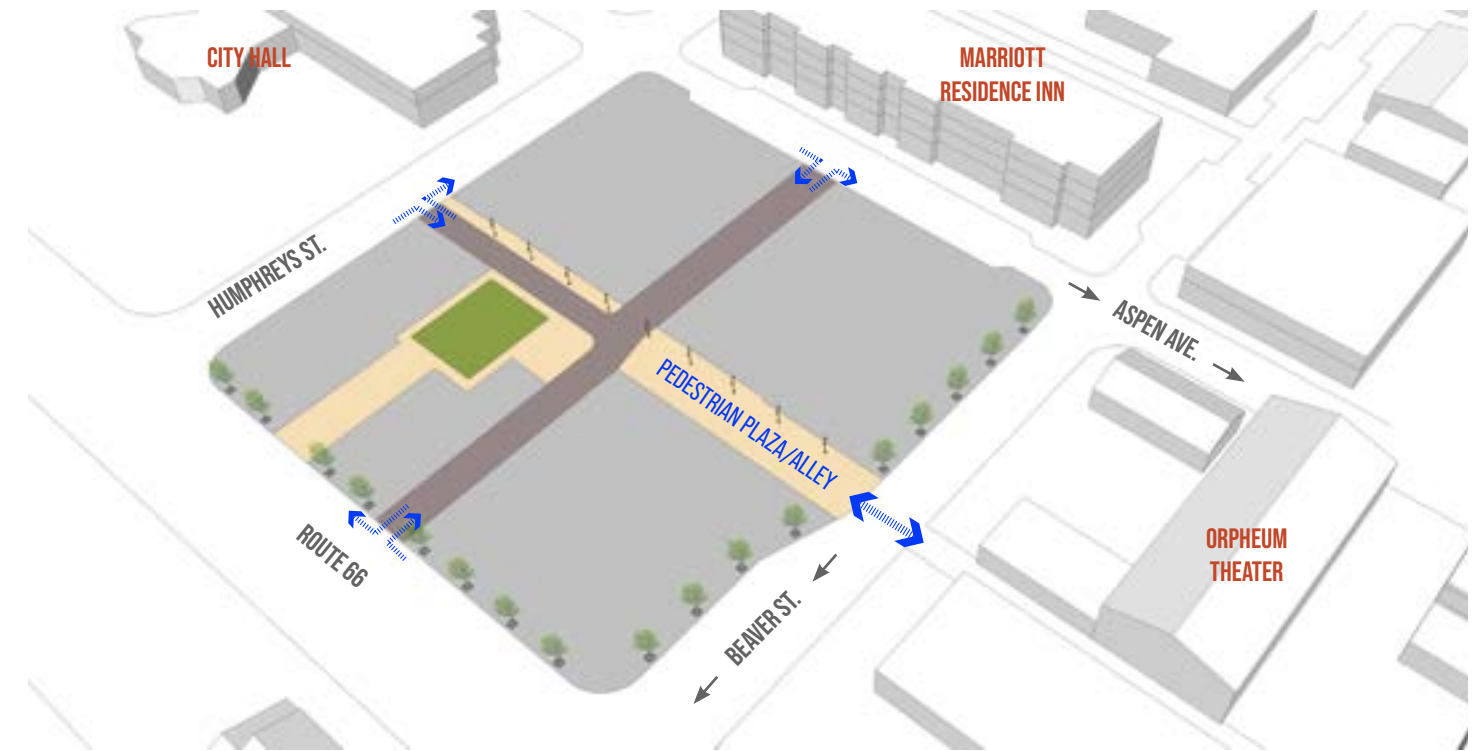 CITY HALL
MARRIOTT
RESIDENCE INN
HUMPHREYS ST.
ASPEN AVE.
PEDESTRIAN PLAZA/ALLEY
ROUTE 66
BEAVER ST.
ORPHEUM
THEATER